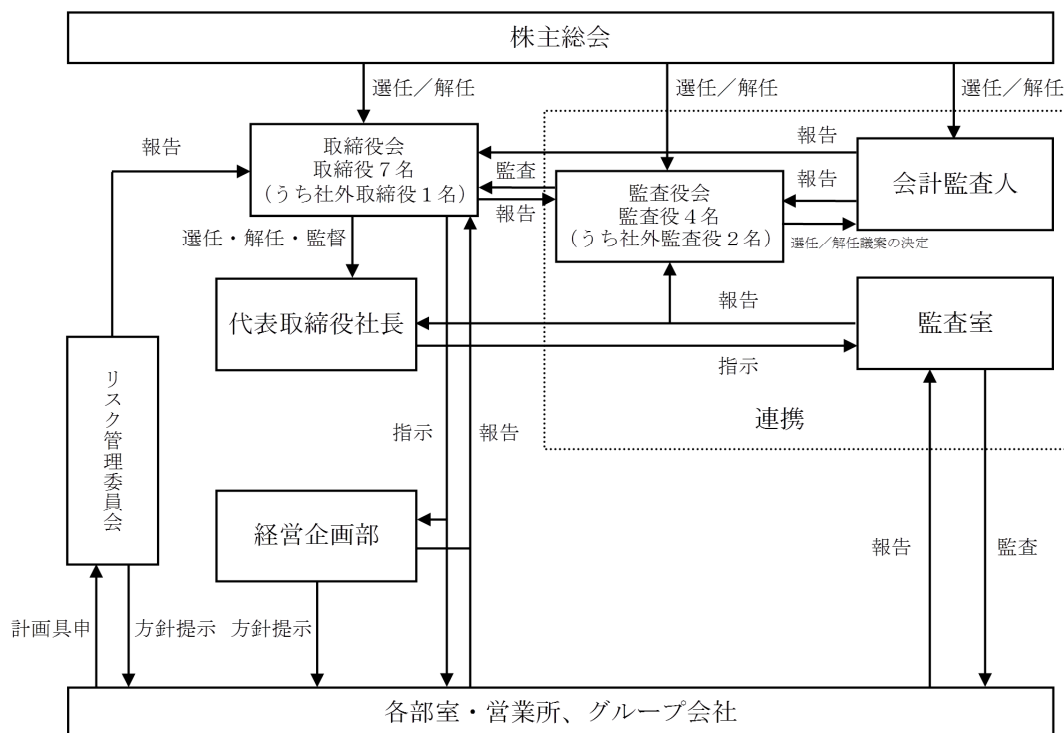 株主総会
選任／解任
選任／解任
選任／解任
報告
取締役会
取締役７名
（うち社外取締役１名）
報告
監査
報告
報告
監査役会
監査役４名
（うち社外監査役２名）
会計監査人
選任／解任議案の決定
選任・解任・監督
代表取締役社長
報告
監査室
指示
リスク管理委員会
指示
報告
連携
経営企画部
報告
監査
計画具申
方針提示
方針提示
各部室・営業所、グループ会社